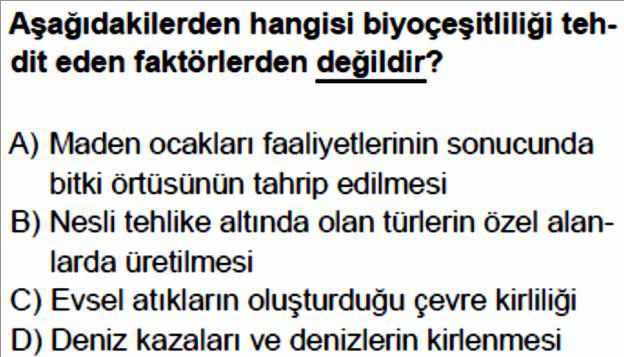 Aşağıdakilerden hangisi biyoçeşitliliği teh-
dit eden faktörlerden değildir?
A) Maden ocakları faaliyetlerinin sonucunda
bitki örtüsünün tahrip edilmesi
B) Nesli tehlike altında olan türlerin özel alan-
larda üretilmesi
C) Evsel atıkların oluşturduğu çevre kirliliği
D) Deniz kazaları ve denizlerin kirlenmesi